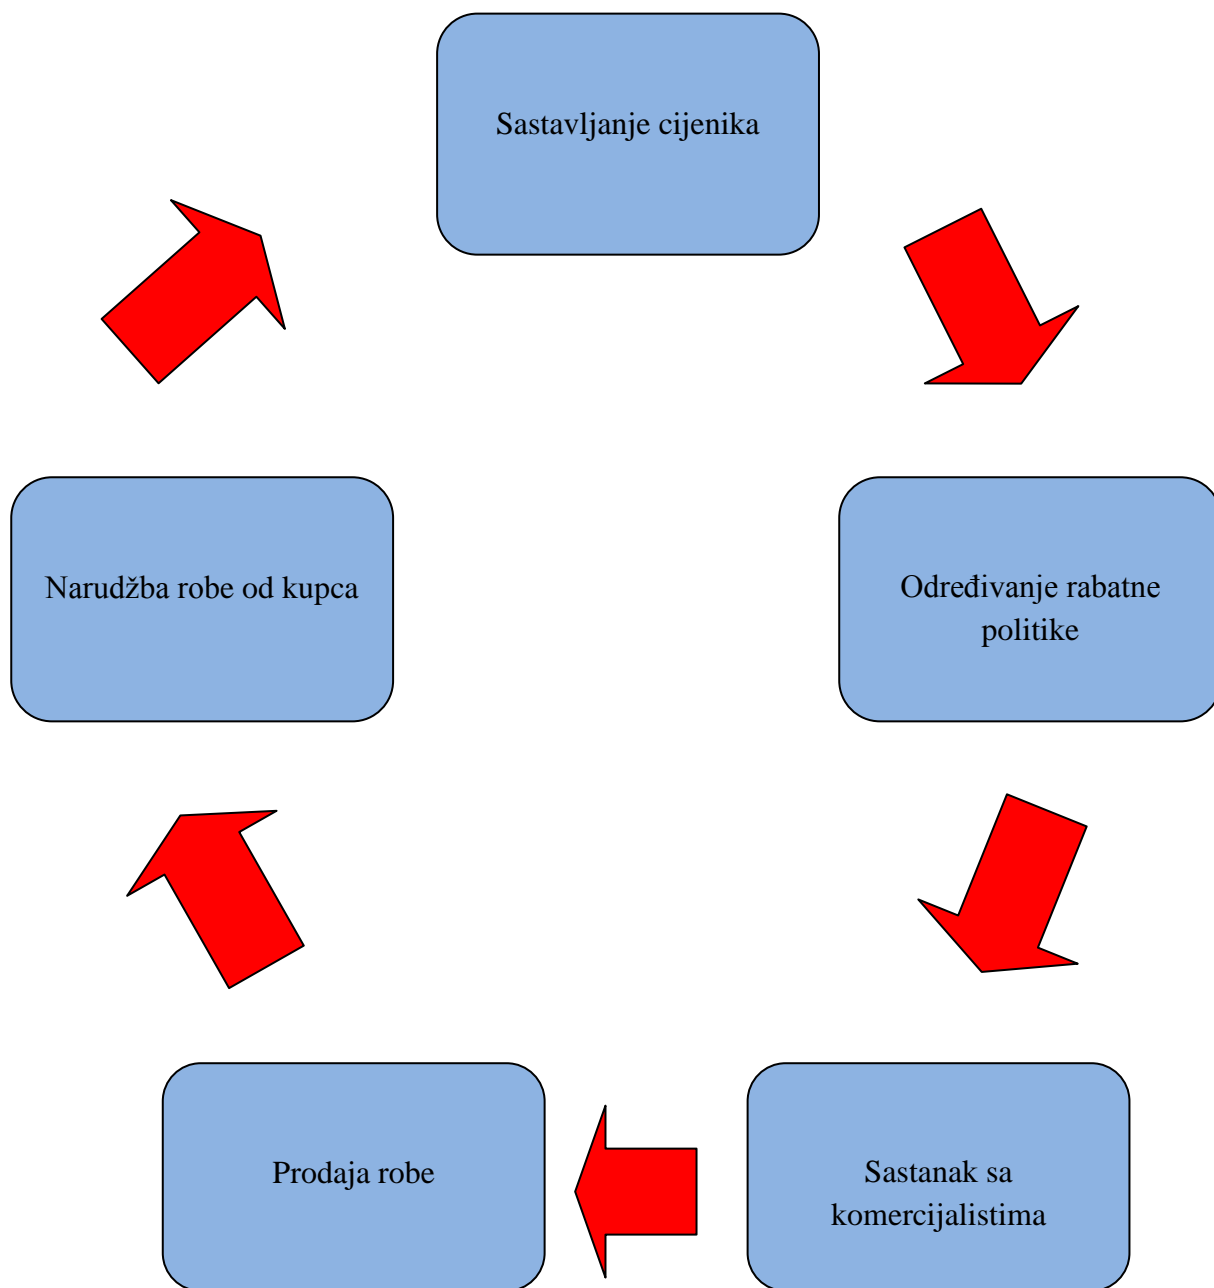 Sastavljanje cijenika
Narudžba robe od kupca
Određivanje rabatne
politike
Prodaja robe
Sastanak sa
komercijalistima